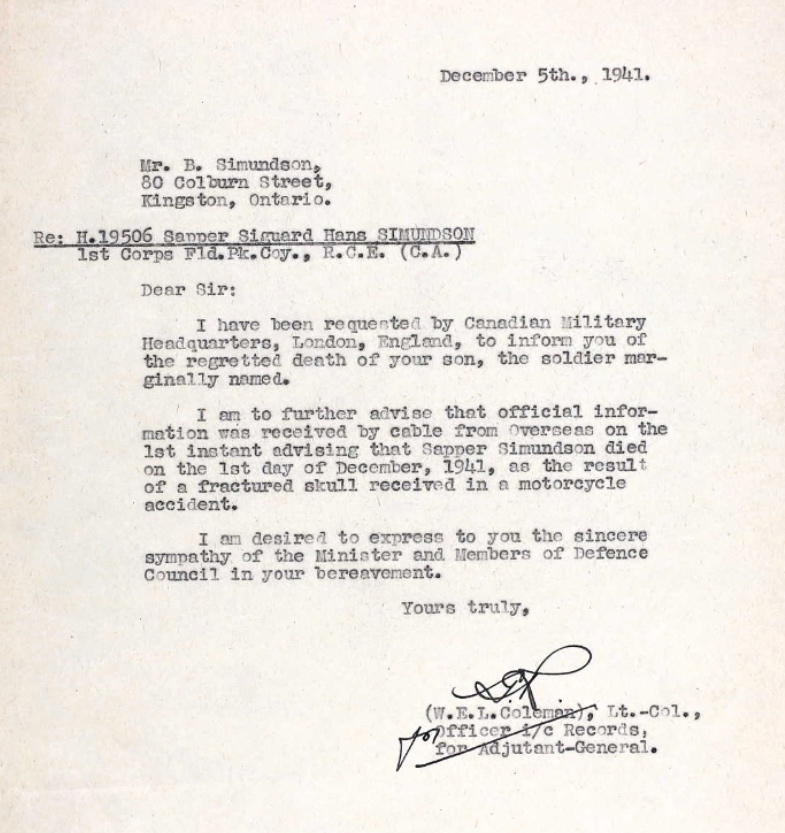 December 5th., 1941.
Mr. B. Simundson,
80 Colburn Street,
Kingston, Ontario.
Re: H.19506 Sapper Siguard Hans SIMUNDSON
1st Corps Fld.Pk.Coy., R.C.E. (C.A.)
Dear Sir:
I have been requested by Canadian Military
Headquarters, London, England, to inform you of
the regretted death of your son, the soldier mar-
ginally named.
I am to further advise that official infor-
mation was received by cable from Overseas on the
1st instant advising that Sapper Simundson died
on the 1st day of December, 1941, as the result
of a fractured skull received in a motorcycle
accident.
I am desired to express to you the sincere
sympathy of the Minister and Members of Defence
Council in your bereavement.
Yours truly,
(W.E.L.Coleman), Lt.-Col.,
for Officer i/c Records,
for Adjutant-General.